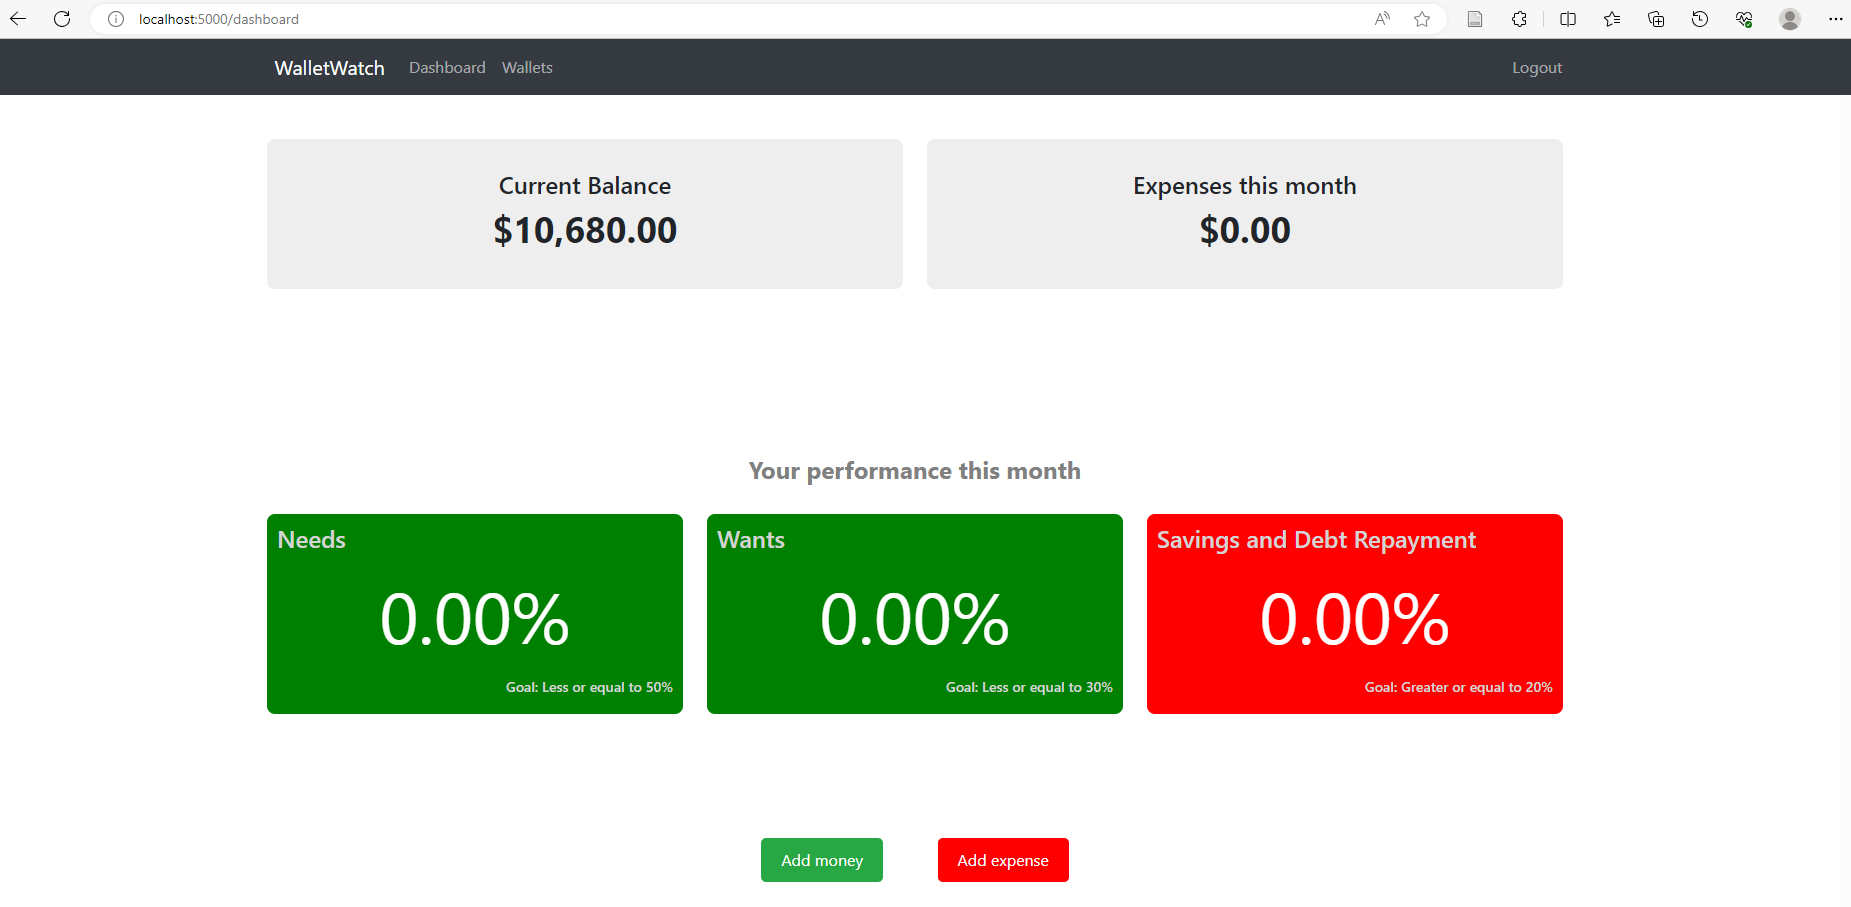 localhost:5000/dashboard
WalletWatch Dashboard Wallets Logout
Current Balance
$10,680.00
Expenses this month
$0.00
Your performance this month
Needs
0.00%
Goal: Less or equal to 50%
Wants
0.00%
Goal: Less or equal to 30%
Savings and Debt Repayment
0.00%
Goal: Greater or equal to 20%
Add money
Add expense